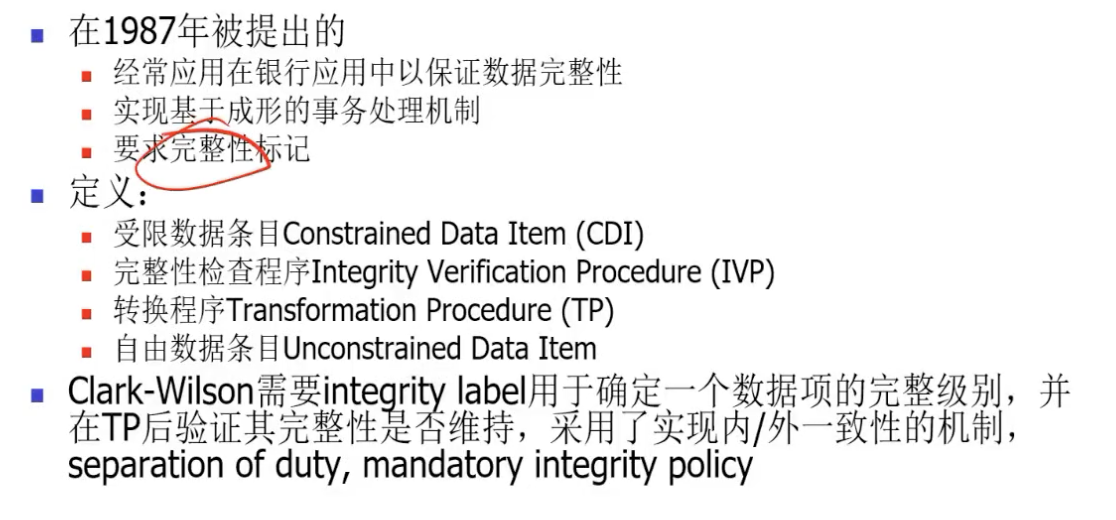 在1987年被提出的
经常应用在银行应用中以保证数据完整性
实现基于成形的事务处理机制
要求完整性标记
定义：
受限数据条目Constrained Data Item (CDI)
完整性检查程序Integrity Verification Procedure (IVP)
转换程序Transformation Procedure (TP)
自由数据条目Unconstrained Data Item
Clark-Wilson需要integrity label用于确定一个数据项的完整级别，并
在TP后验证其完整性是否维持，采用了实现内/外一致性的机制，
separation of duty, mandatory integrity policy